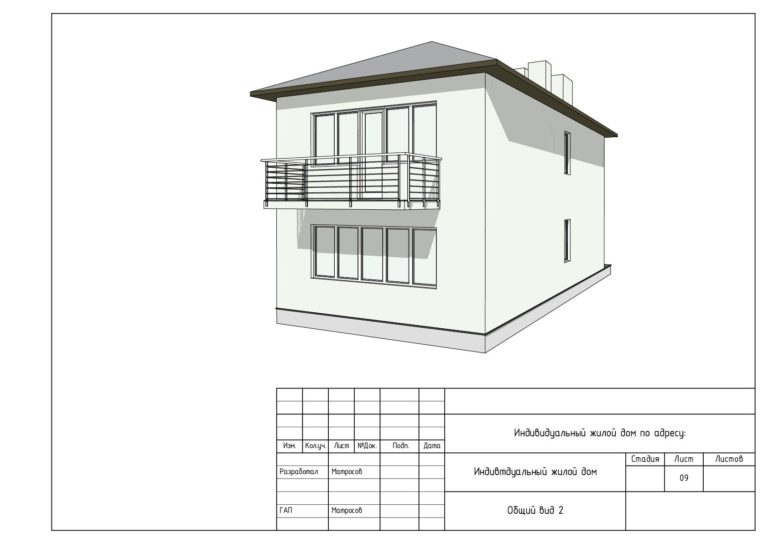 Индивидуальный жилой дом по адресу:
Изм. Кол.уч. Лист №Док. Подп. Дата
Стадия Лист Листов
Разработал Матросов
Индивтдуальный жилой дом
09
ГАП Матросов
Общий вид 2